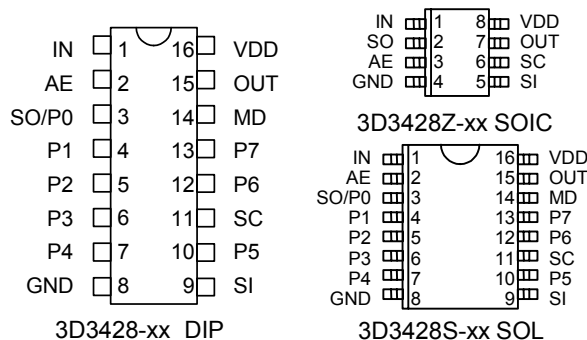 IN 1 16 VDD
AE 2 15 OUT
SO/P0 3 14 MD
P1 4 13 P7
P2 5 12 P6
P3 6 11 SC
P4 7 10 P5
GND 8 9 SI
3D3428-xx DIP
IN 1 8 VDD
SO 2 7 OUT
AE 3 6 SC
GND 4 5 SI
3D3428Z-xx SOIC
IN 1 16 VDD
AE 2 15 OUT
SO/P0 3 14 MD
P1 4 13 P7
P2 5 12 P6
P3 6 11 SC
P4 7 10 P5
GND 8 9 SI
3D3428S-xx SOL